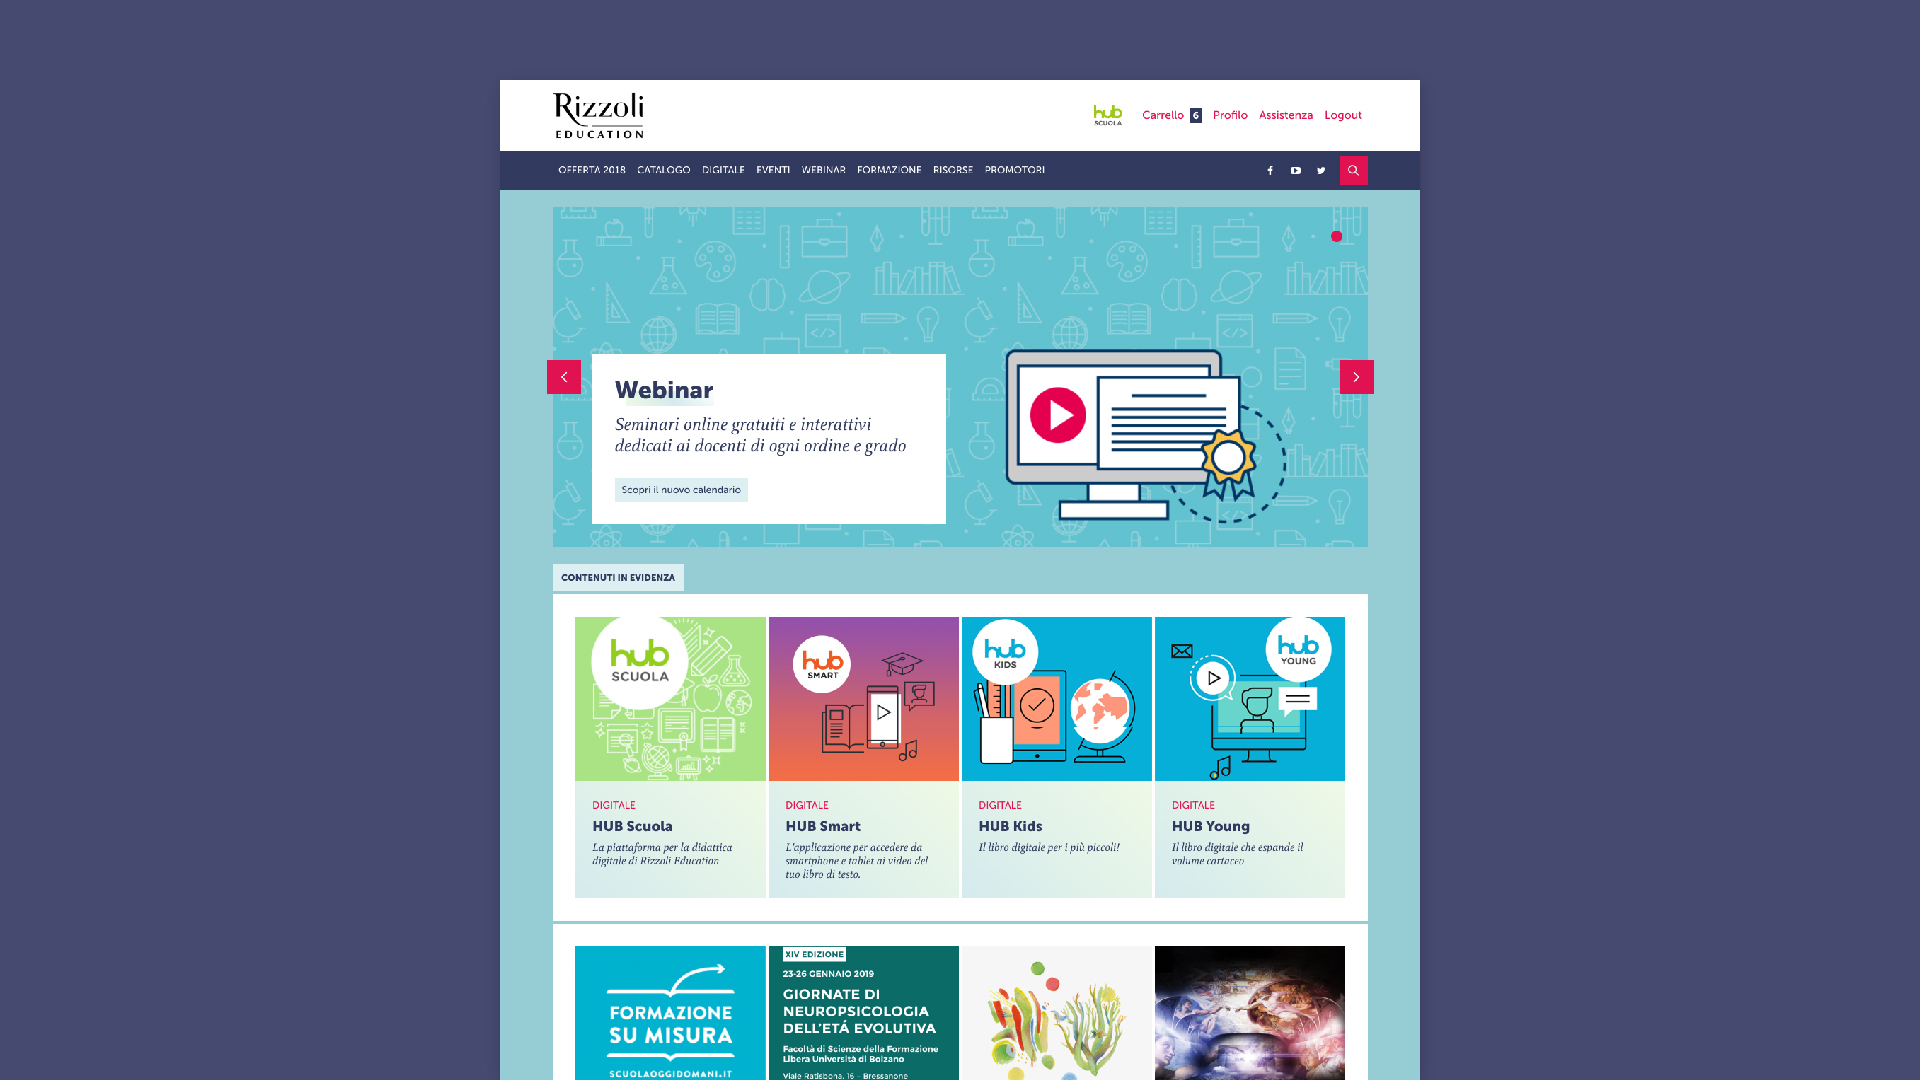 Rizzoli
EDUCATION
hub
SCUOLA
Carrello 6 Profilo Assistenza Logout
OFFERTA 2018 CATALOGO DIGITALE EVENTI WEBINAR FORMAZIONE RISORSE PROMOTORI
Webinar
Seminari online gratuiti e interattivi
dedicati ai docenti di ogni ordine e grado
Scopri il nuovo calendario
CONTENUTI IN EVIDENZA
hub
SCUOLA
hub
SMART
hub
KIDS
hub
YOUNG
DIGITALE
HUB Scuola
La piattaforma per la didattica
digitale di Rizzoli Education
DIGITALE
HUB Smart
L'applicazione per accedere da
smartphone e tablet ai video del
tuo libro di testo.
DIGITALE
HUB Kids
Il libro digitale per i più piccoli!
DIGITALE
HUB Young
Il libro digitale che espande il
volume cartaceo
FORMAZIONE
SU MISURA
SCUOLAOGGIDOMANI.IT
XIV EDIZIONE
23-26 GENNAIO 2019
GIORNATE DI
NEUROPSICOLOGIA
DELL'ETÁ EVOLUTIVA
Facoltà di Scienze della Formazione
Libera Università di Bolzano
Viale Ratisbona, 16 - Bressanone